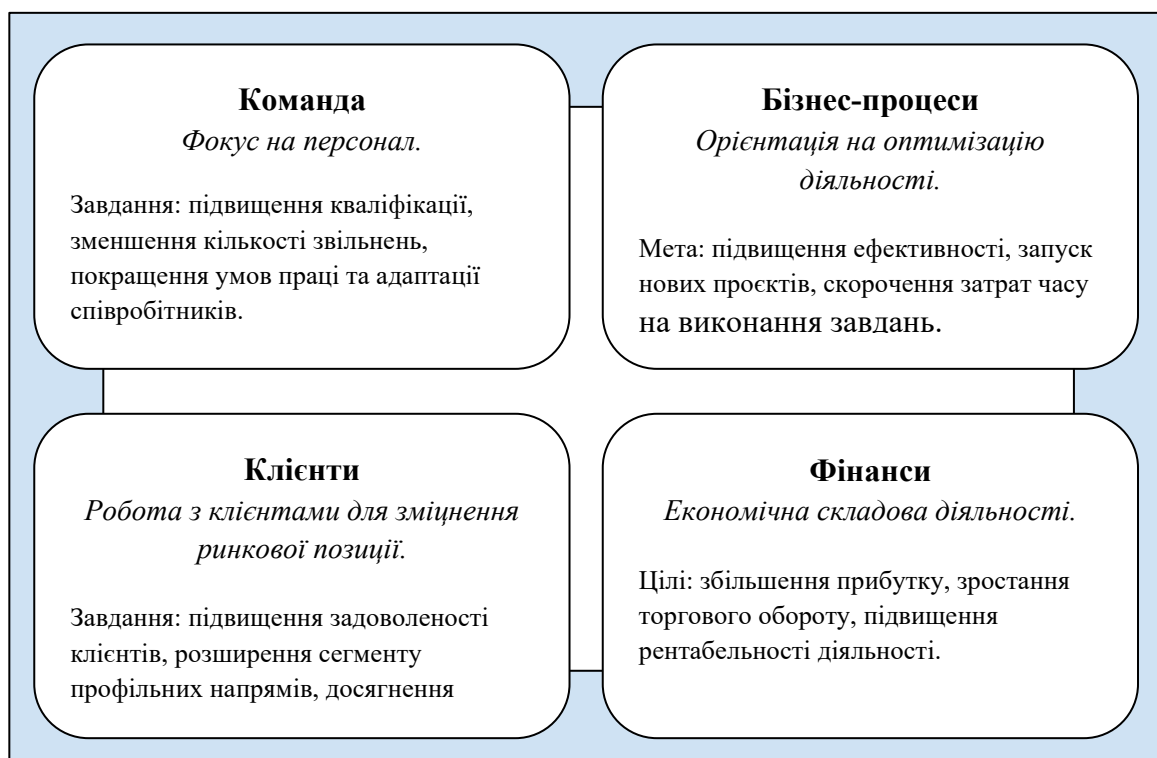 Команда
Фокус на персонал.
Завдання: підвищення кваліфікації,
зменшення кількості звільнень,
покращення умов праці та адаптації
співробітників.
Бізнес-процеси
Орієнтація на оптимізацію
діяльності.
Мета: підвищення ефективності, запуск
нових проєктів, скорочення затрат часу
на виконання завдань.
Клієнти
Робота з клієнтами для зміцнення
ринкової позиції.
Завдання: підвищення задоволеності
клієнтів, розширення сегменту
профільних напрямів, досягнення
Фінанси
Економічна складова діяльності.
Цілі: збільшення прибутку, зростання
торгового обороту, підвищення
рентабельності діяльності.